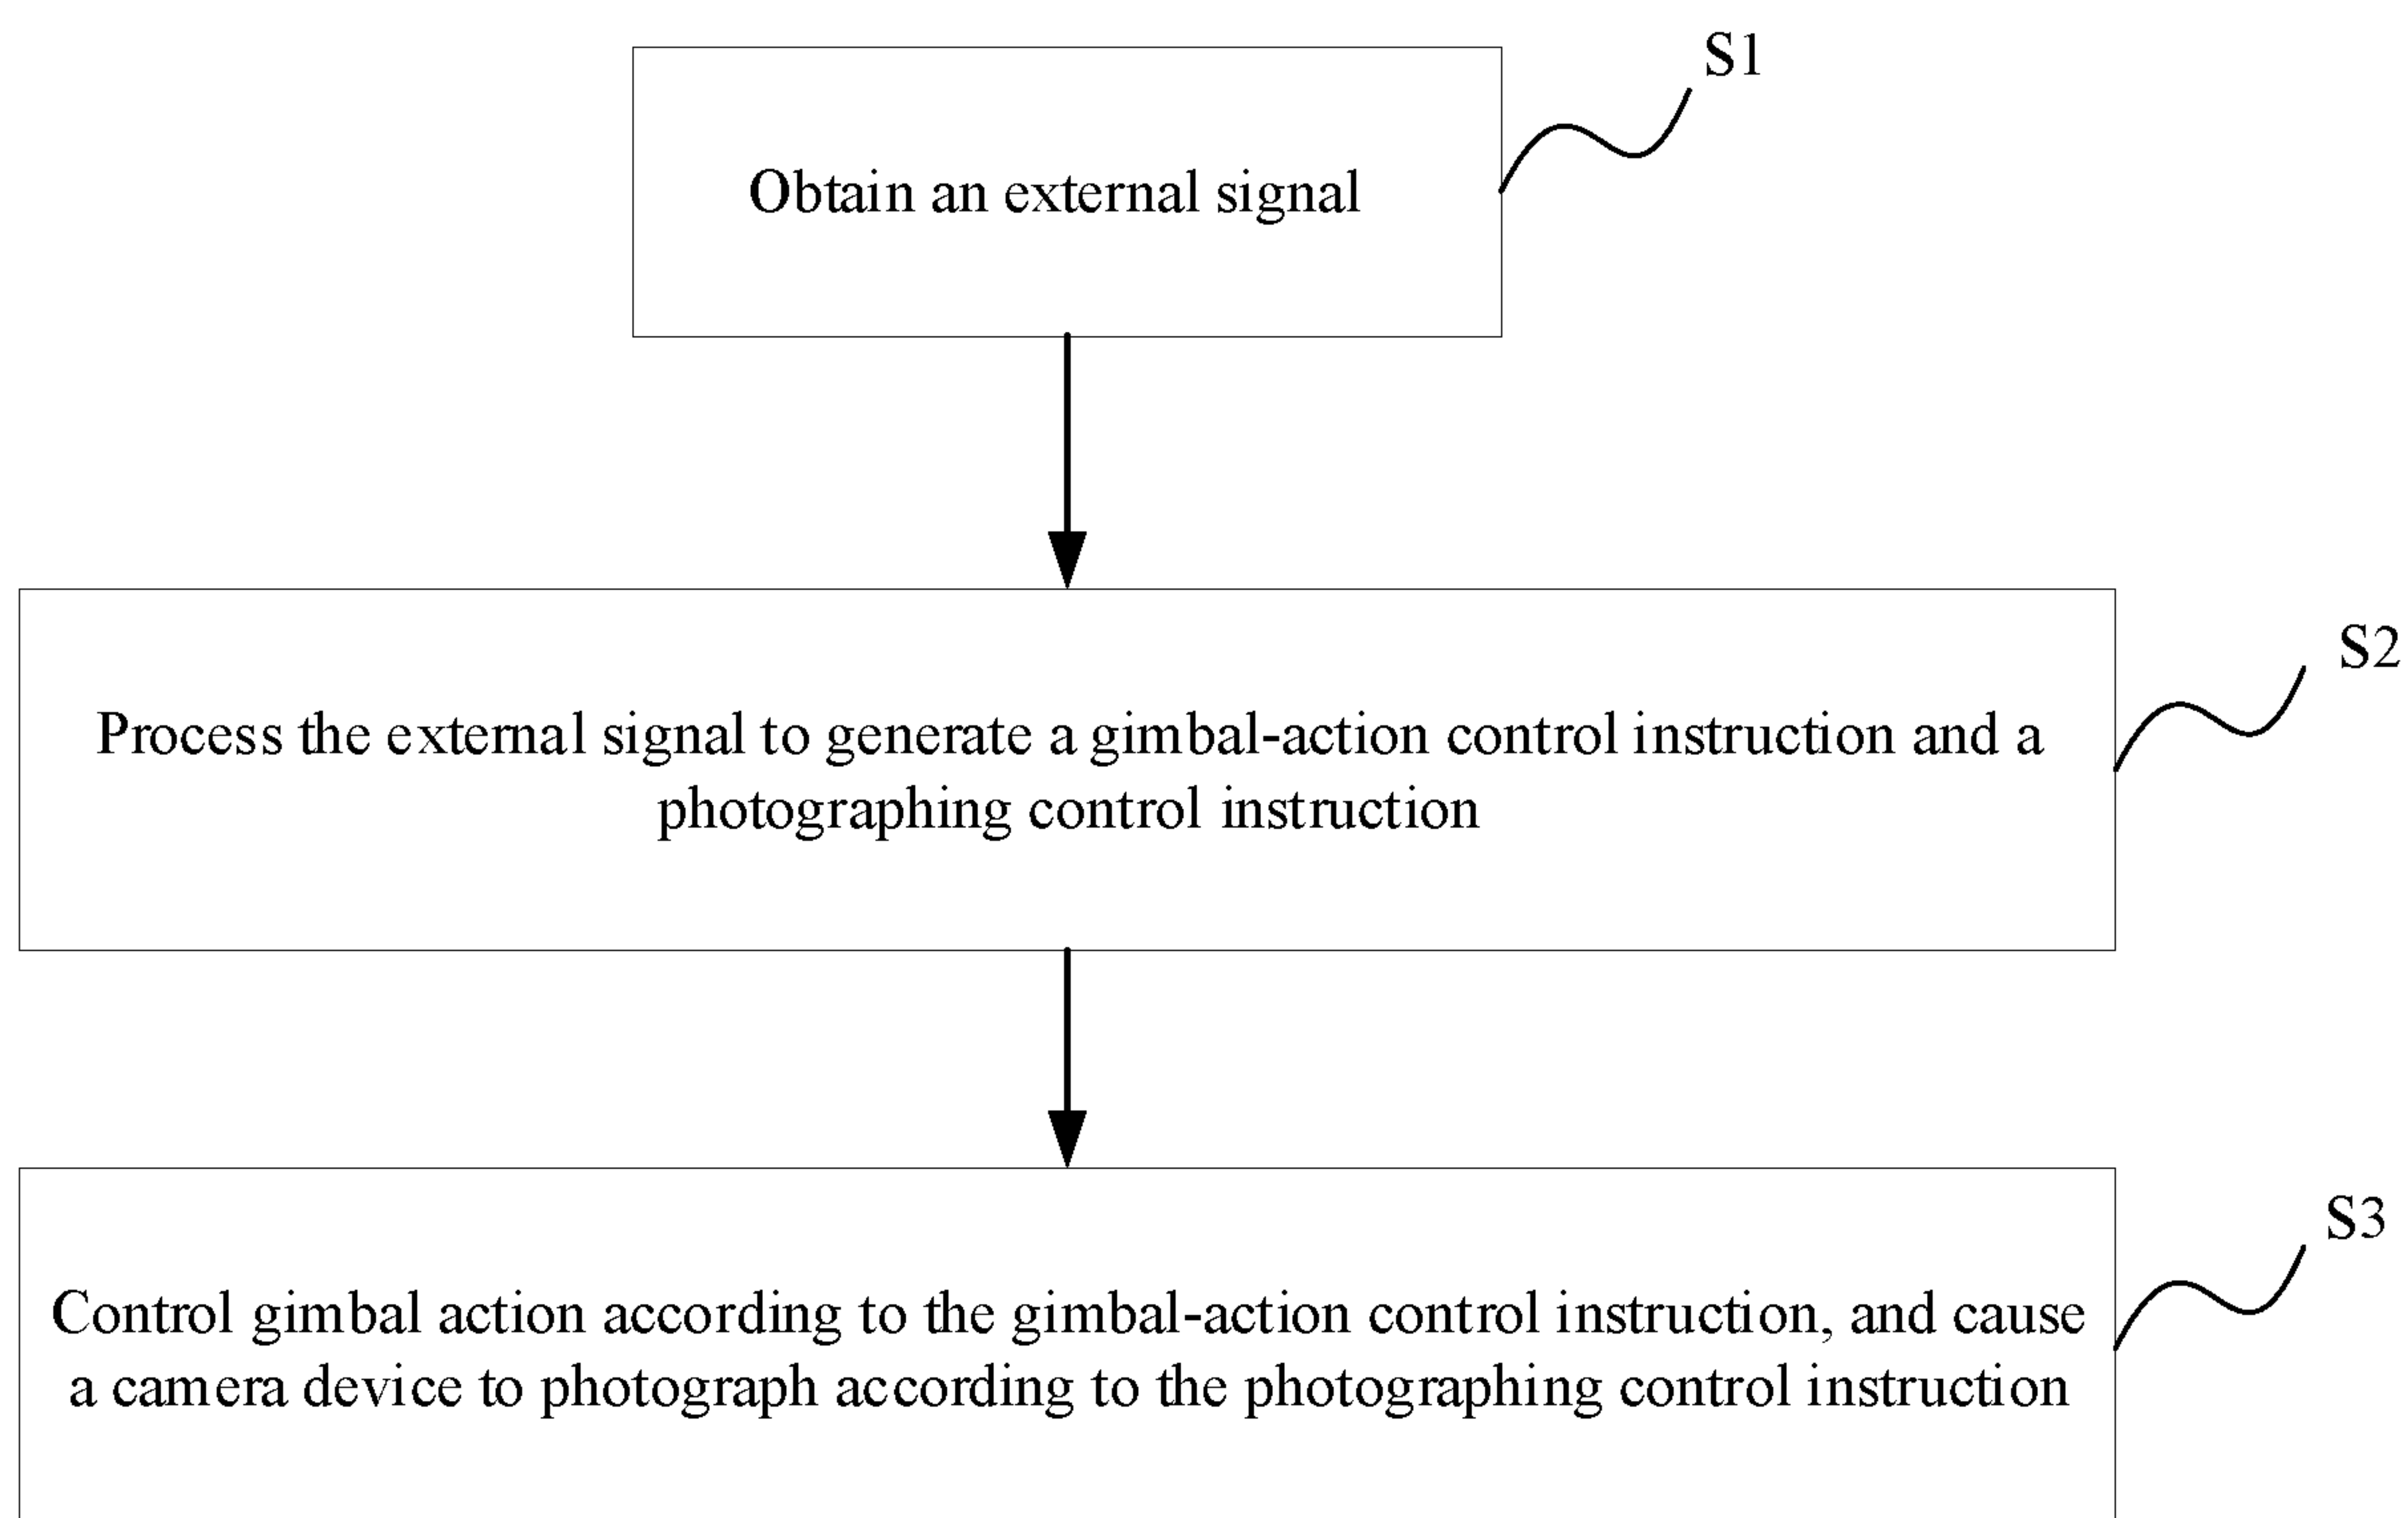 S1
Obtain an external signal
S2
Process the external signal to generate a gimbal-action control instruction and a
photographing control instruction
S3
Control gimbal action according to the gimbal-action control instruction, and cause
a camera device to photograph according to the photographing control instruction